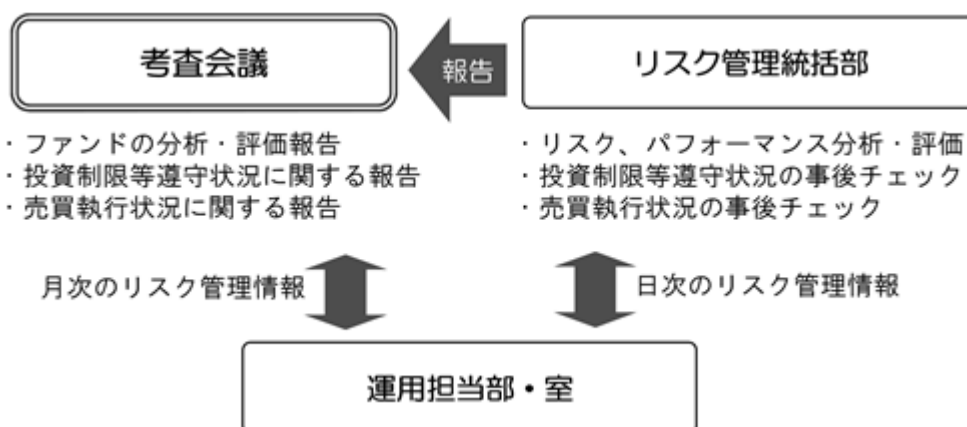 考査会議
報告
リスク管理統括部
・ファンドの分析・評価報告
・投資制限等遵守状況に関する報告
・売買執行状況に関する報告
・リスク、パフォーマンス分析・評価
・投資制限等遵守状況の事後チェック
・売買執行状況の事後チェック
月次のリスク管理情報
日次のリスク管理情報
運用担当部・室